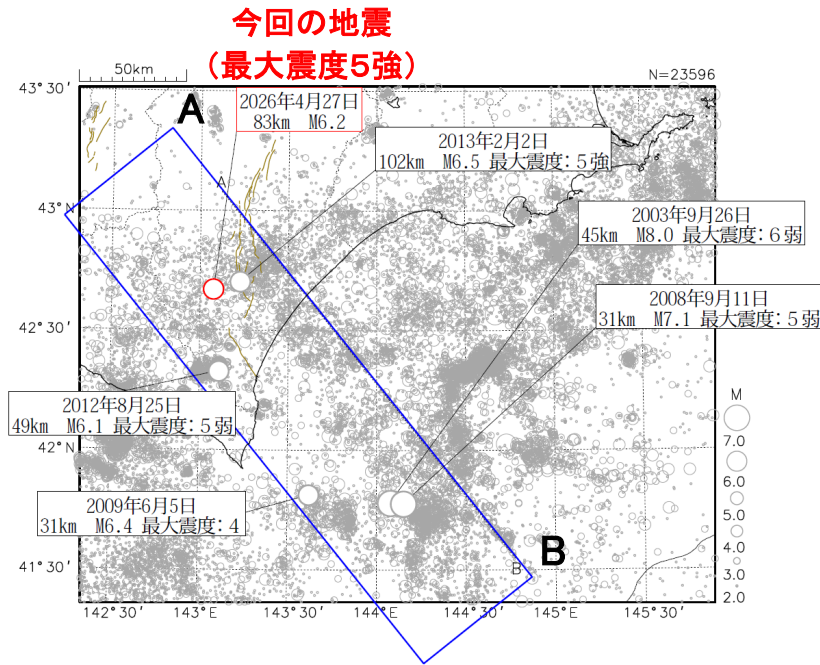 今回の地震
（最大震度5強）
50km
N=23596
43°30′
A
2026年4月27日
83km M6.2
2013年2月2日
102km M6.5 最大震度:5強
A
43°N
2003年9月26日
45km M8.0 最大震度:6弱
2008年9月11日
31km M7.1 最大震度:5弱
42°30′
2012年8月25日
49km M6.1 最大震度:5弱
M
7.0
6.0
5.0
4.0
3.0
2.0
42°N
2009年6月5日
31km M6.4 最大震度:4
B
B
41°30′
142°30′
143°E
143°30′
144°E
144°30′
145°E
145°30′